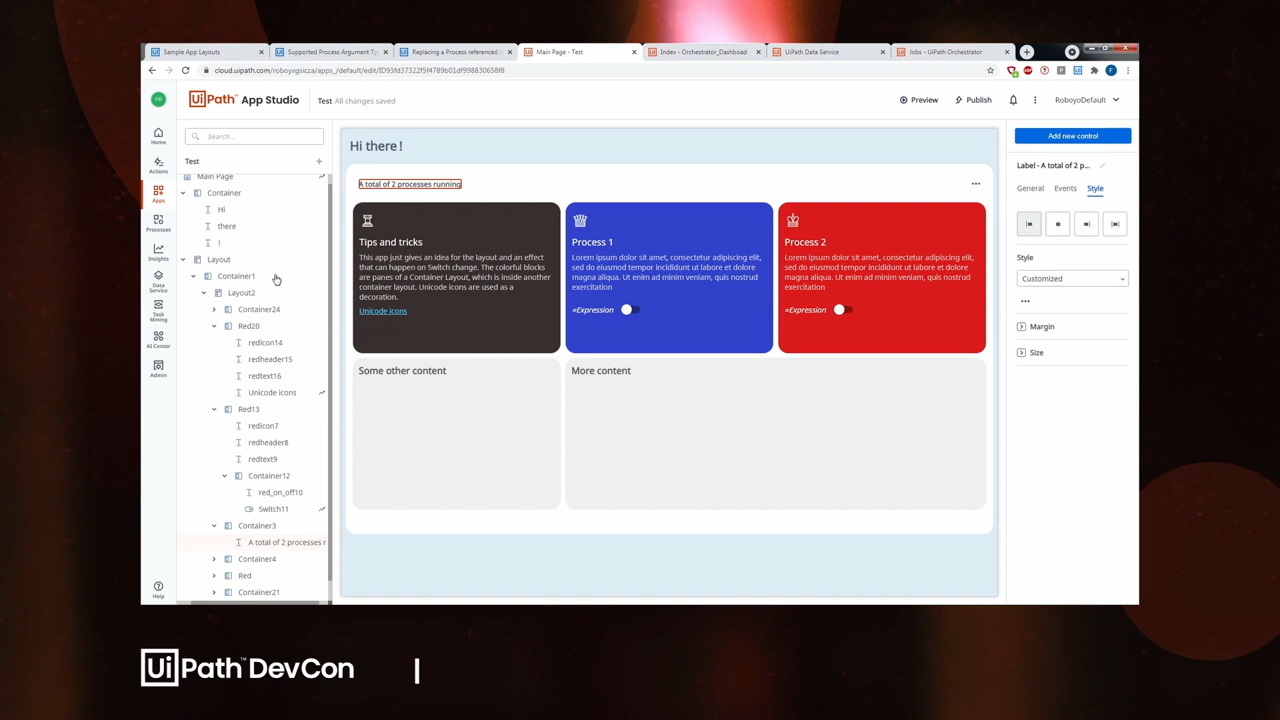 Sample App Layouts
Supported Process Argument Ty
Replacing a Process referenced
Main Page - Test
Index - Orchestrator_Dashboad
UiPath Data Service
Jobs - UiPath Orchestrator
cloud.uipath.com/roboyxgsicza/apps_/default/edit/ID93fd37322f5f4789b01df998830658f8
FR
UiPath™ App Studio
Test All changes saved
Preview
Publish
RoboyoDefault
Home
Actions
Apps
Processes
Insights
Data
Service
Task
Mining
AI Center
Admin
Help
Search...
Test
Main Page
Container
Hi
there
!
Layout
Container1
Layout2
Container24
Red20
redicon14
redheader15
redtext16
Unicode icons
Red13
redicon7
redheader8
redtext9
Container12
red_on_off10
Switch11
Container3
A total of 2 processes r
Container4
Red
Container21
Hi there !
A total of 2 processes running
Tips and tricks
This app just gives an idea for the layout and an effect
that can happen on Switch change. The colorful blocks
are panes of a Container Layout, which is inside another
container layout. Unicode icons are used as a
decoration.
Unicode icons
Process 1
Lorem ipsum dolor sit amet, consectetur adipiscing elit,
sed do eiusmod tempor incididunt ut labore et dolore
magna aliqua. Ut enim ad minim veniam, quis nostrud
exercitation
=Expression
Process 2
Lorem ipsum dolor sit amet, consectetur adipiscing elit,
sed do eiusmod tempor incididunt ut labore et dolore
magna aliqua. Ut enim ad minim veniam, quis nostrud
exercitation
=Expression
Some other content
More content
Add new control
Label - A total of 2 p...
General
Events
Style
Style
Customized
Margin
Size
UiPath™ DevCon